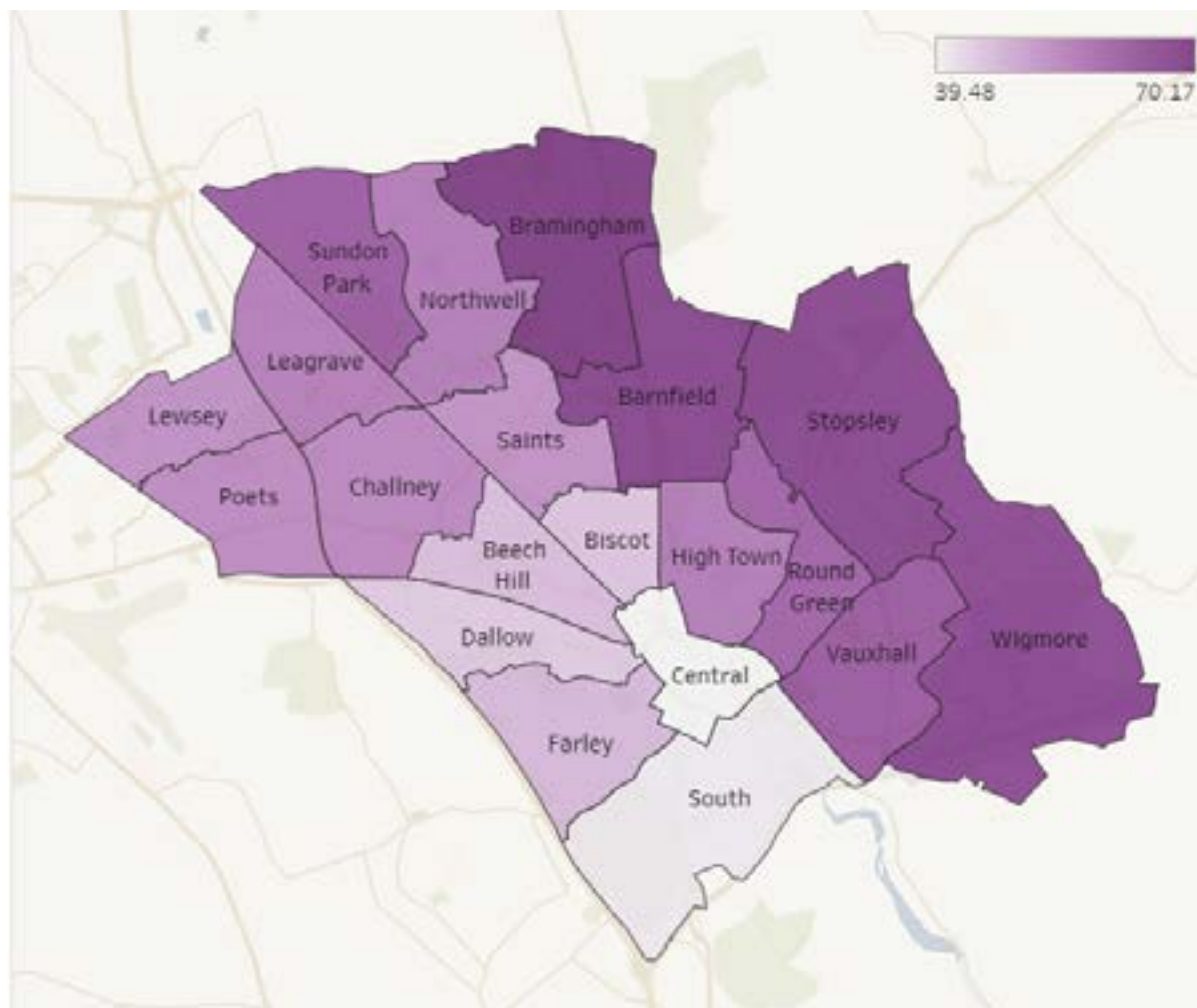 39.48 70.17
Bramingham
Sundon
Park
Northwell
Leagrave
Barnfield
Lewsey
Stopsley
Saints
Challney
Poets
Biscot
Beech
Hill
High Town
Round
Green
Dallow
Wigmore
Vauxhall
Central
Farley
South